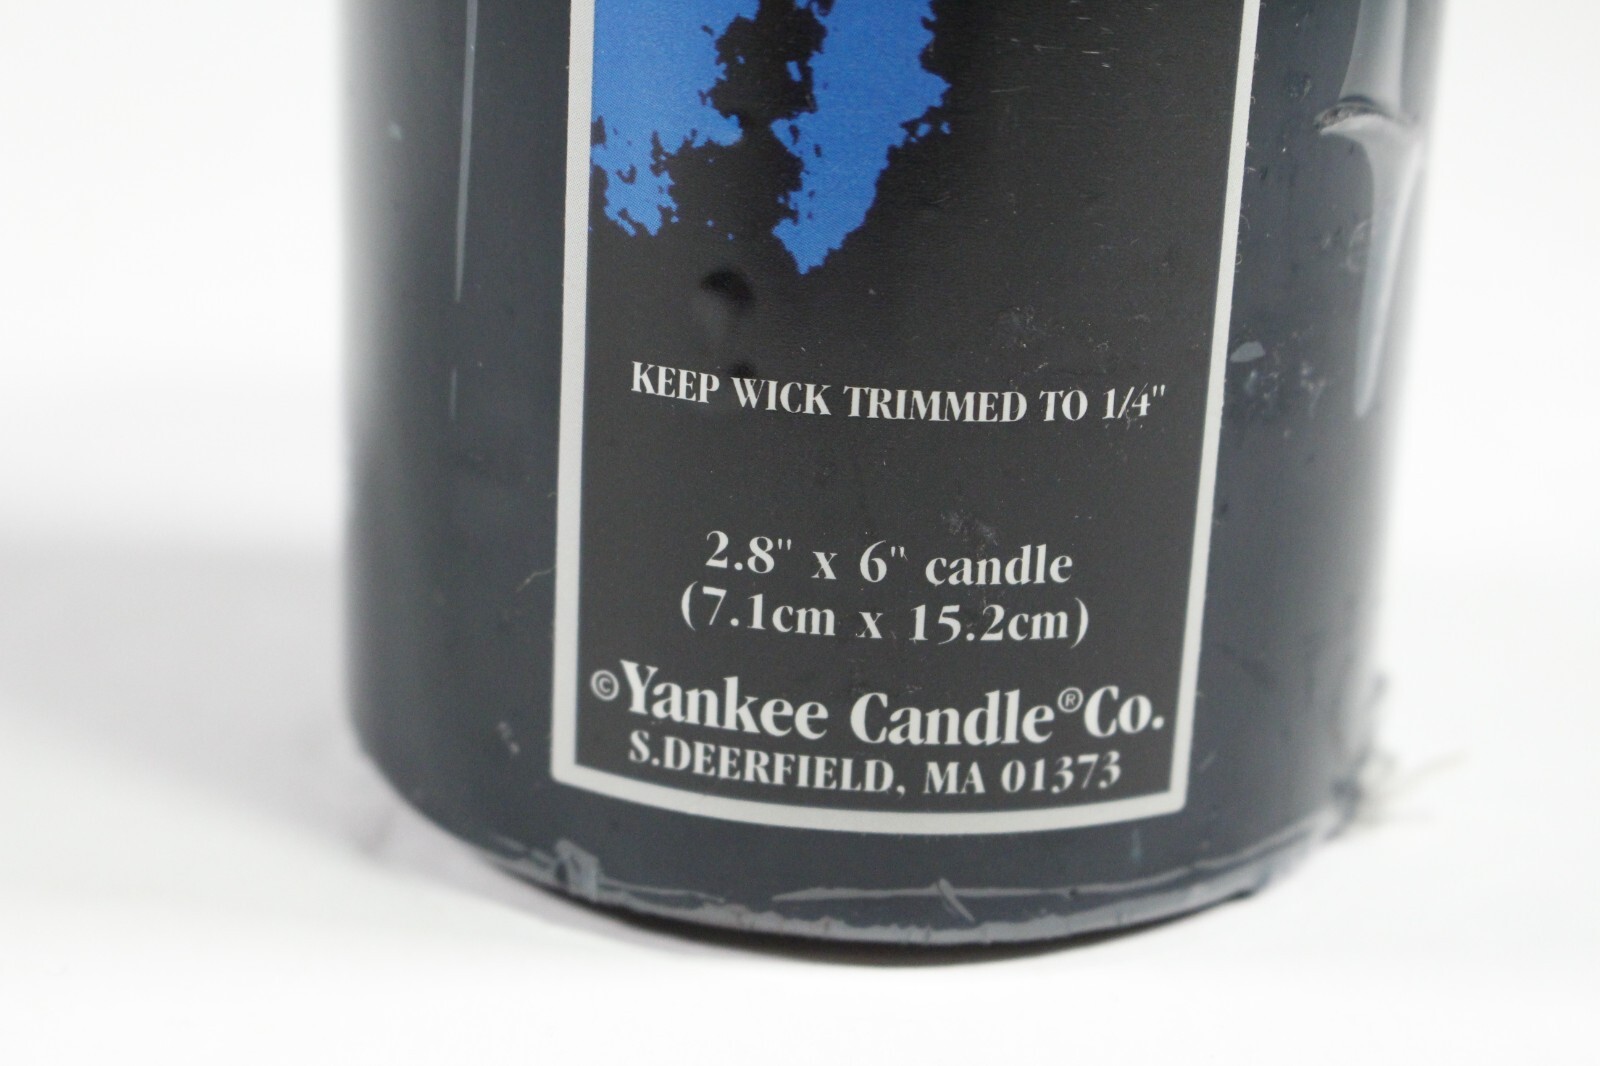 KEEP WICK TRIMMED TO 1/4"
2.8" x 6" candle
(7.1cm x 15.2cm)
©Yankee Candle®Co.
S.DEERFIELD, MA 01373